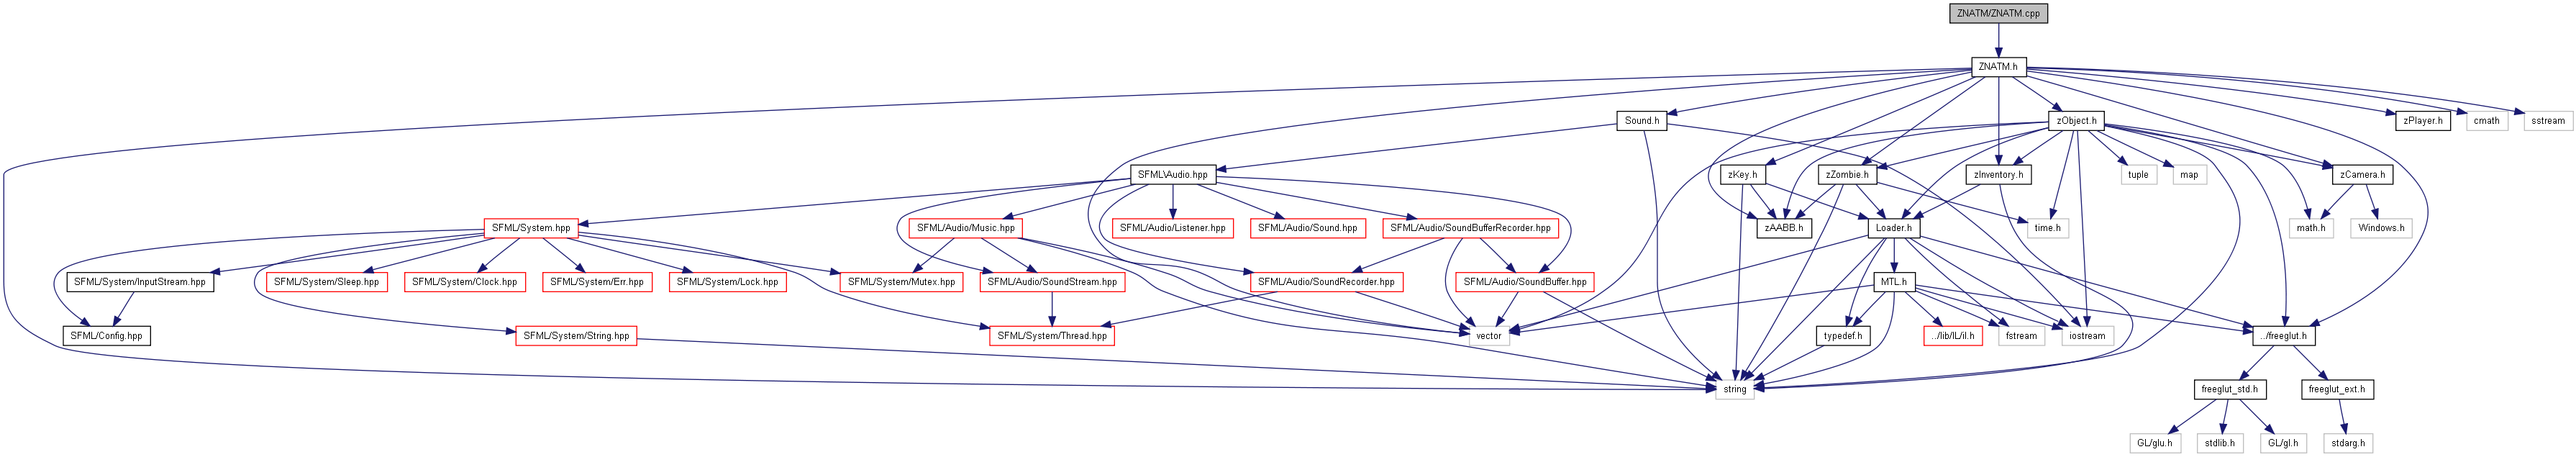 ZNATM/ZNATM.cpp
ZNATM.h
Sound.h
zObject.h
zPlayer.h
cmath
sstream
SFML\Audio.hpp
zKey.h
zZombie.h
zInventory.h
tuple
map
zCamera.h
SFML/System.hpp
SFML/Audio/Music.hpp
SFML/Audio/Listener.hpp
SFML/Audio/Sound.hpp
SFML/Audio/SoundBufferRecorder.hpp
zAABB.h
Loader.h
time.h
math.h
Windows.h
SFML/System/InputStream.hpp
SFML/System/Sleep.hpp
SFML/System/Clock.hpp
SFML/System/Err.hpp
SFML/System/Lock.hpp
SFML/System/Mutex.hpp
SFML/Audio/SoundStream.hpp
SFML/Audio/SoundRecorder.hpp
SFML/Audio/SoundBuffer.hpp
MTL.h
SFML/Config.hpp
SFML/System/String.hpp
SFML/System/Thread.hpp
vector
typedef.h
../lib/IL/il.h
fstream
iostream
../freeglut.h
string
freeglut_std.h
freeglut_ext.h
GL/glu.h
stdlib.h
GL/gl.h
stdarg.h